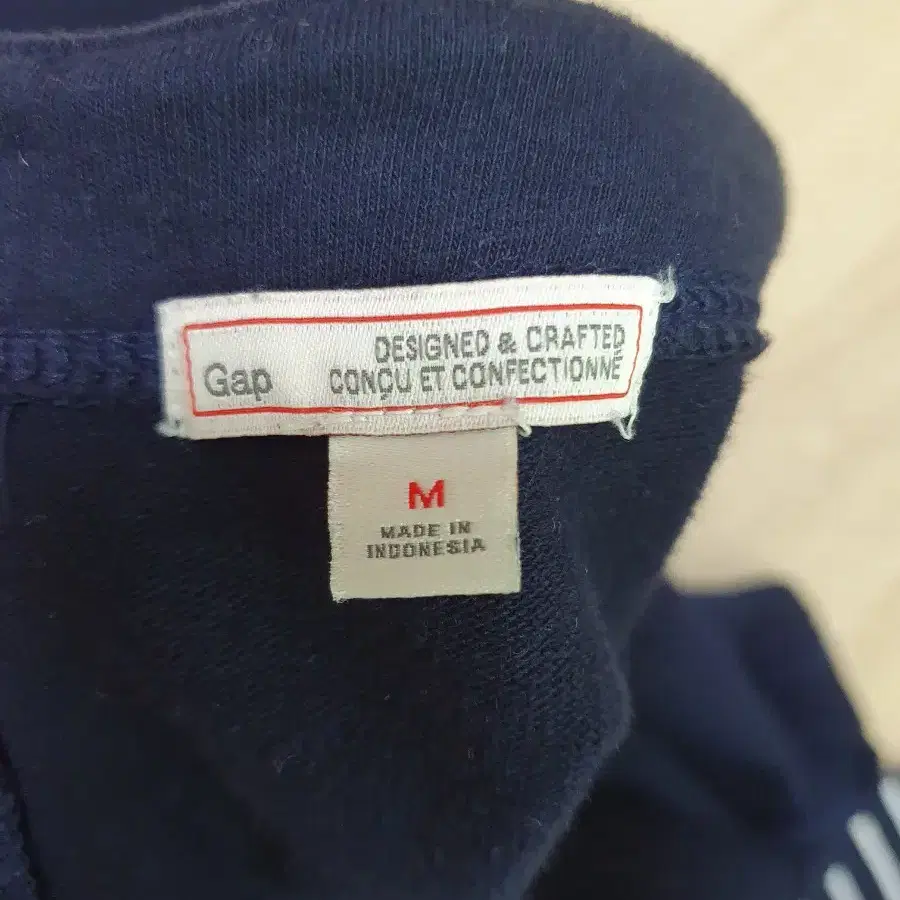 Gap
DESIGNED & CRAFTED
CONÇU ET CONFECTIONNÉ
M
MADE IN
INDONESIA